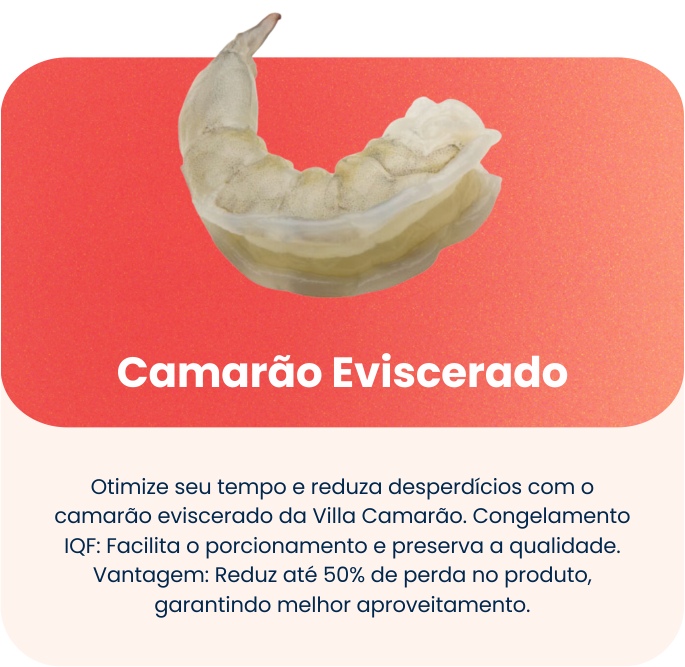 Camarão Eviscerado
Otimize seu tempo e reduza desperdícios com o
camarão eviscerado da Villa Camarão. Congelamento
IQF: Facilita o porcionamento e preserva a qualidade.
Vantagem: Reduz até 50% de perda no produto,
garantindo melhor aproveitamento.